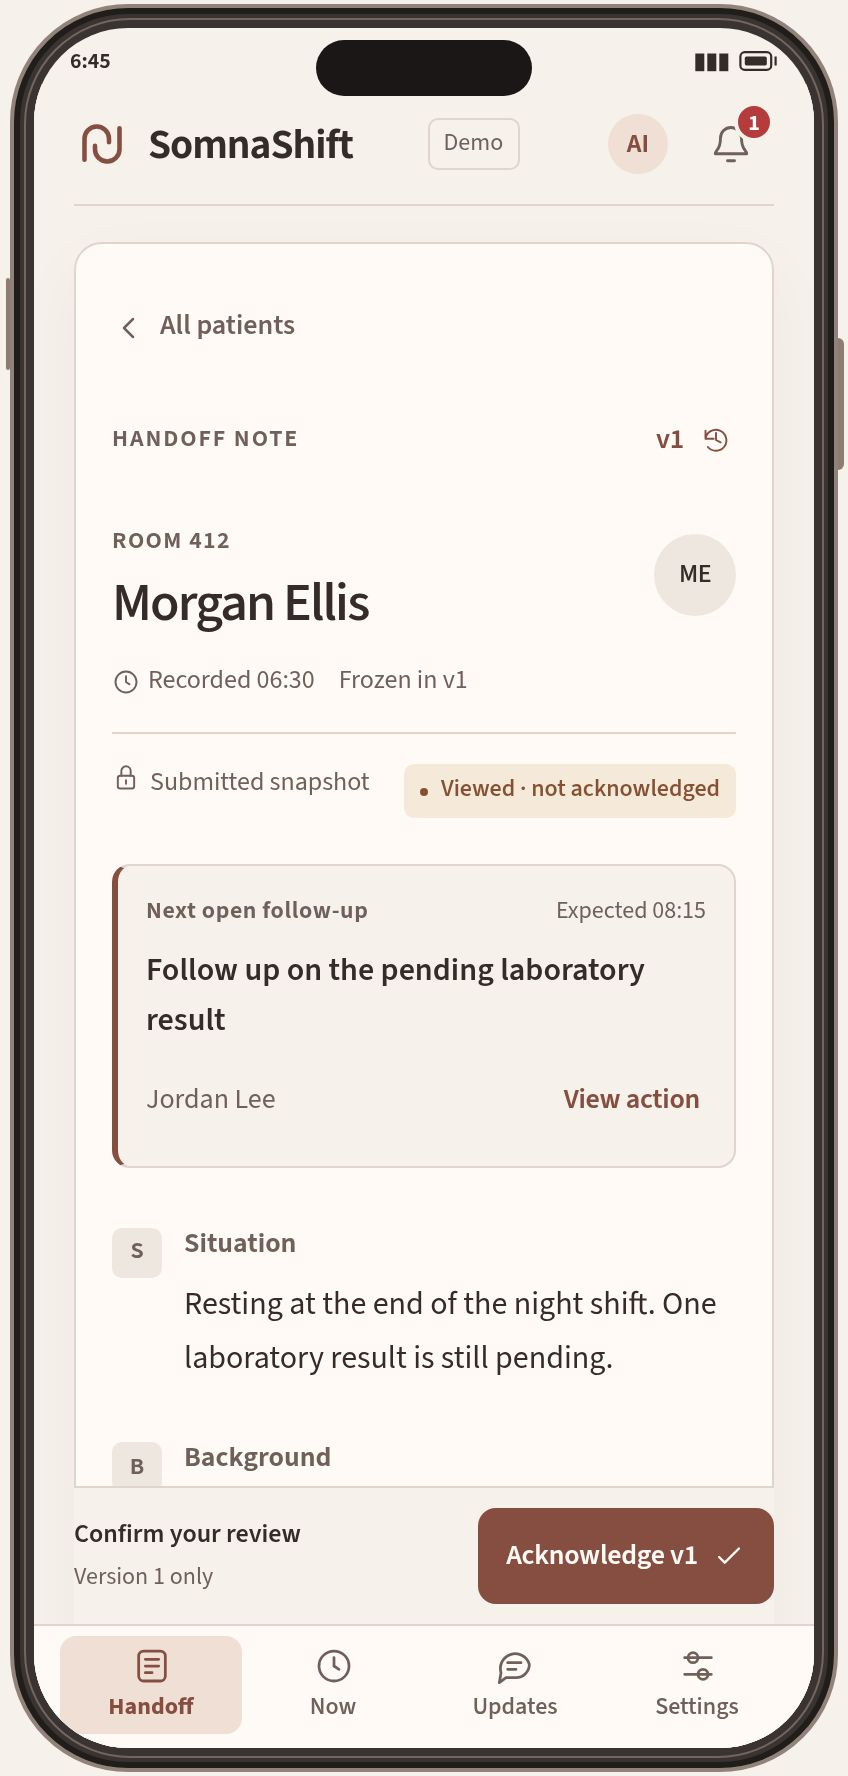 6:45
SomnaShift
Demo
AI
1
All patients
HANDOFF NOTE
v1
ROOM 412
Morgan Ellis
ME
Recorded 06:30
Frozen in v1
Submitted snapshot
• Viewed · not acknowledged
Next open follow-up
Expected 08:15
Follow up on the pending laboratory
result
Jordan Lee
View action
S
Situation
Resting at the end of the night shift. One
laboratory result is still pending.
B
Background
Confirm your review
Version 1 only
Acknowledge v1
Handoff
Now
Updates
Settings